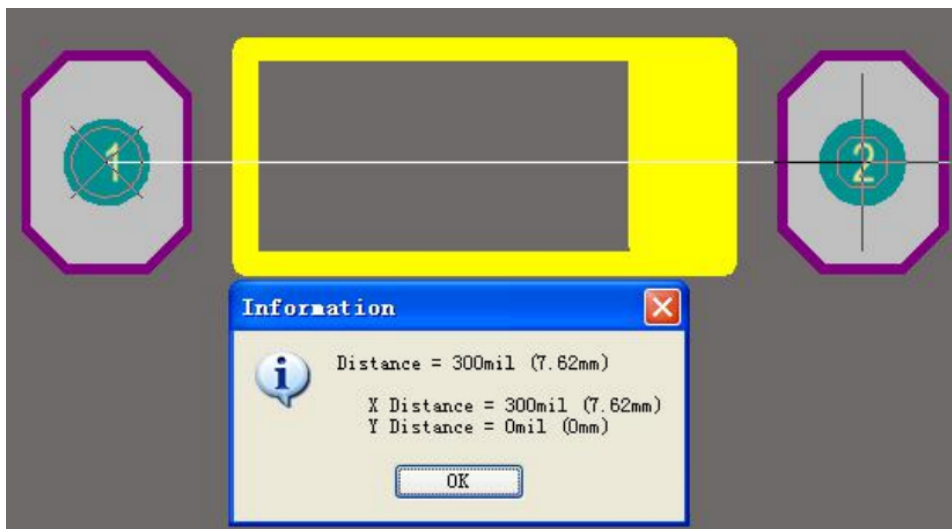 1
2
Information
Distance = 300mil (7.62mm)
X Distance = 300mil (7.62mm)
Y Distance = 0mil (0mm)
OK